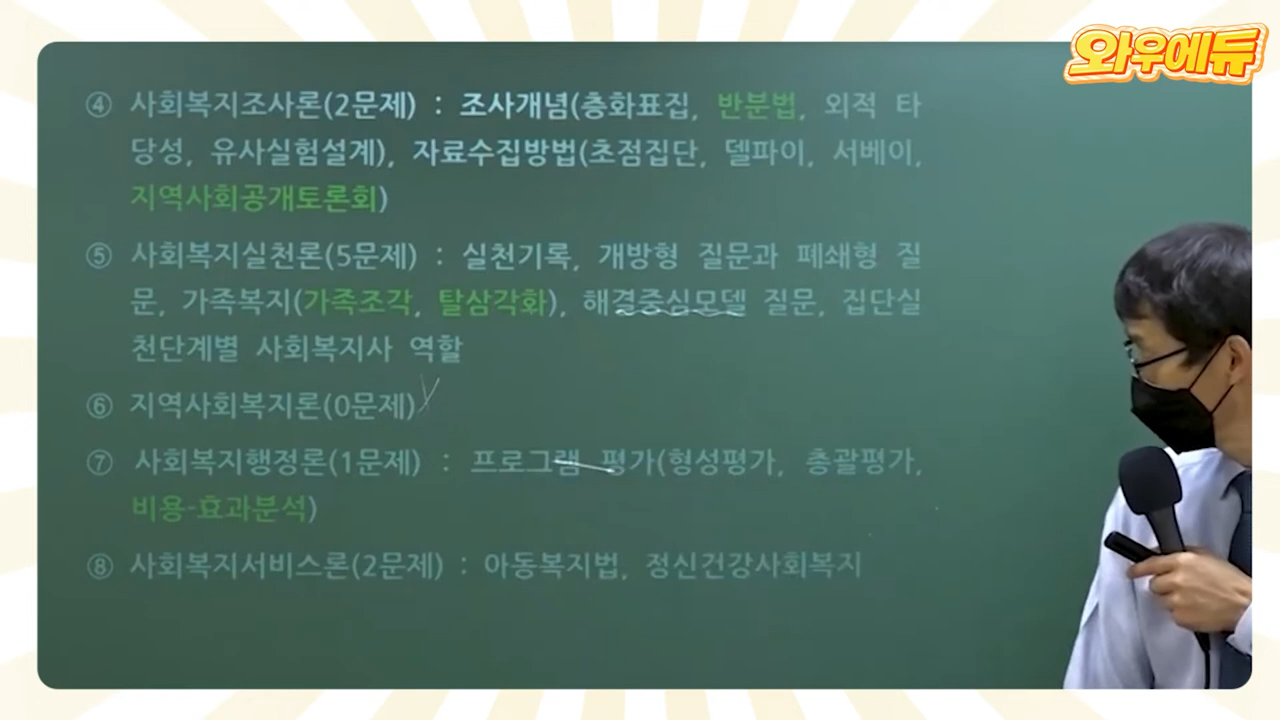 와우에듀
④ 사회복지조사론(2문제) : 조사개념(층화표집, 반분법, 외적 타
당성, 유사실험설계), 자료수집방법(초점집단, 델파이, 서베이,
지역사회공개토론회)
⑤ 사회복지실천론(5문제) : 실천기록, 개방형 질문과 폐쇄형 질
문, 가족복지(가족조각, 탈삼각화), 해결중심모델 질문, 집단실
천단계별 사회복지사 역할
⑥ 지역사회복지론(0문제)
⑦ 사회복지행정론(1문제) : 프로그램 평가(형성평가, 총괄평가,
비용-효과분석)
⑧ 사회복지서비스론(2문제) : 아동복지법, 정신건강사회복지